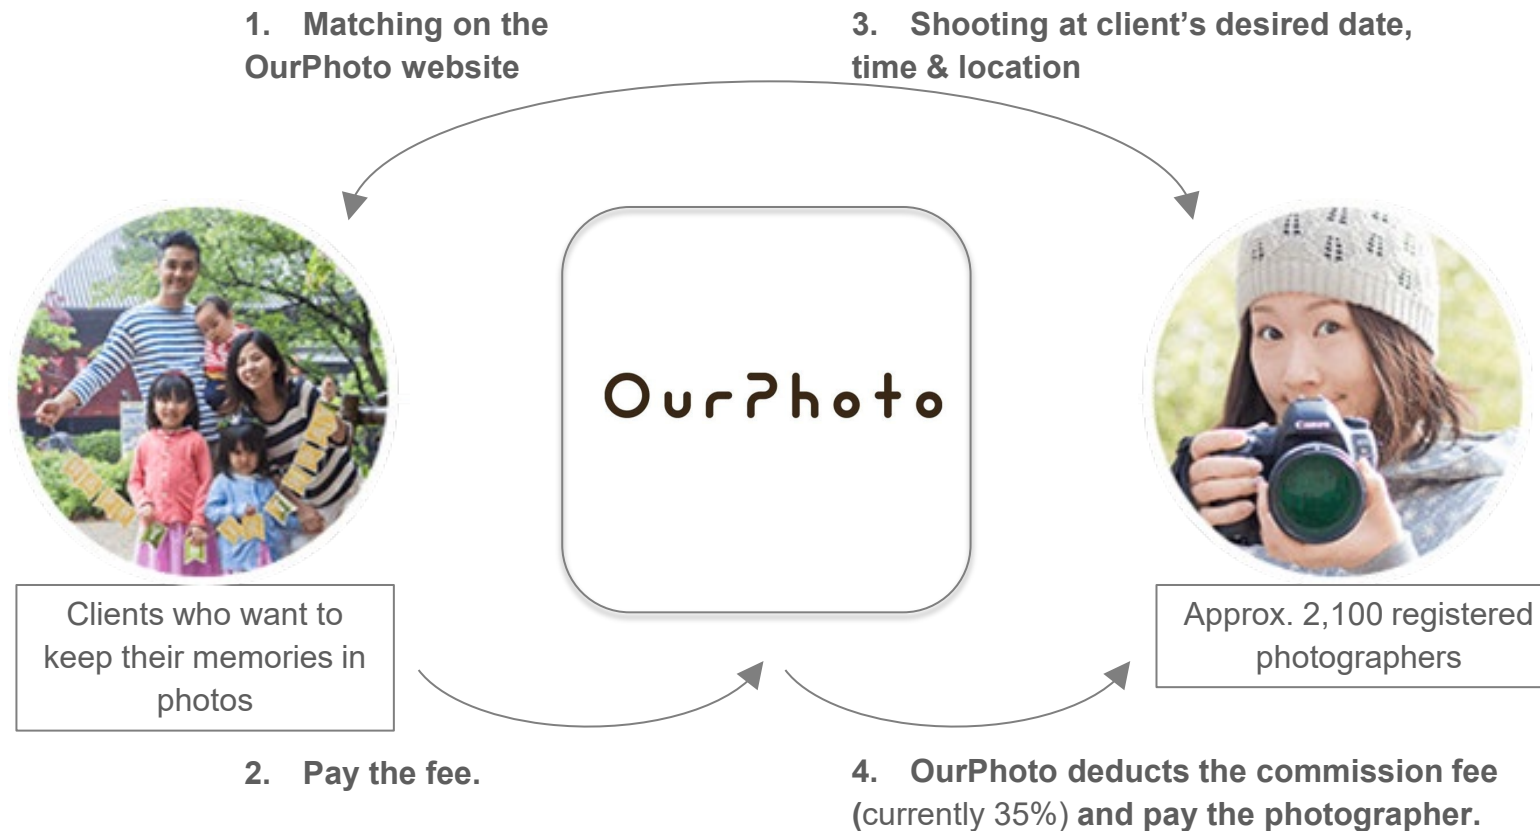 1. Matching on the
OurPhoto website
3. Shooting at client's desired date,
time & location
OurPhoto
Canon
Clients who want to
keep their memories in
photos
Approx. 2,100 registered
photographers
2. Pay the fee.
4. OurPhoto deducts the commission fee
(currently 35%) and pay the photographer.